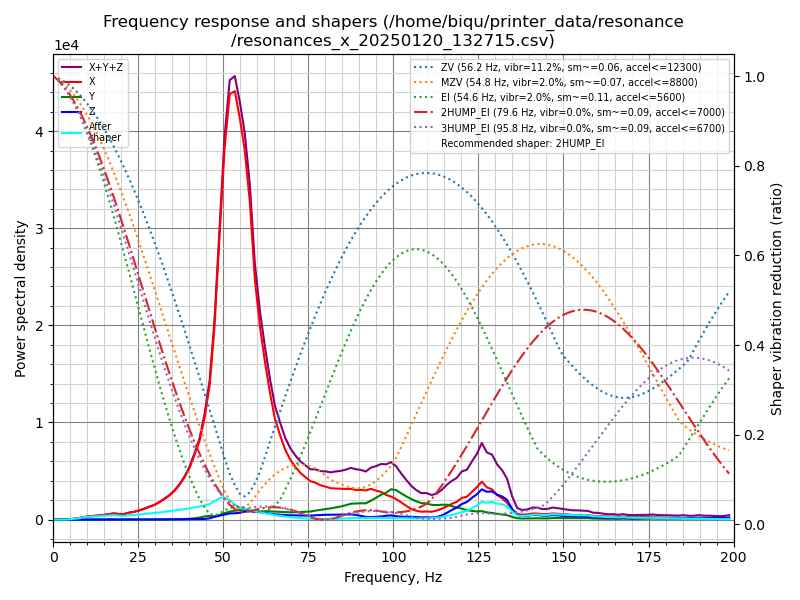 Frequency response and shapers (/home/biqu/printer_data/resonance
/resonances_x_20250120_132715.csv)
1e4
X+Y+Z
X
Y
Z
After
shaper
ZV (56.2 Hz, vibr=11.2%, sm~=0.06, accel<=12300)
MZV (54.8 Hz, vibr=2.0%, sm~=0.07, accel<=8800)
EI (54.6 Hz, vibr=2.0%, sm~=0.11, accel<=5600)
2HUMP_EI (79.6 Hz, vibr=0.0%, sm~=0.09, accel<=7000)
3HUMP_EI (95.8 Hz, vibr=0.0%, sm~=0.09, accel<=6700)
Recommended shaper: 2HUMP_EI
Power spectral density
4
3
2
1
0
1.0
0.8
0.6
0.4
0.2
0.0
Shaper vibration reduction (ratio)
0 25 50 75 100 125 150 175 200
Frequency, Hz